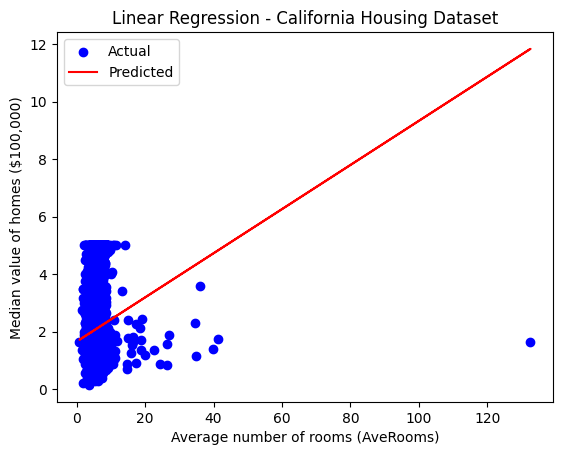 Linear Regression - California Housing Dataset
Actual
Predicted
Median value of homes ($100,000)
12
10
8
6
4
2
0
0
20
40
60
80
100
120
Average number of rooms (AveRooms)